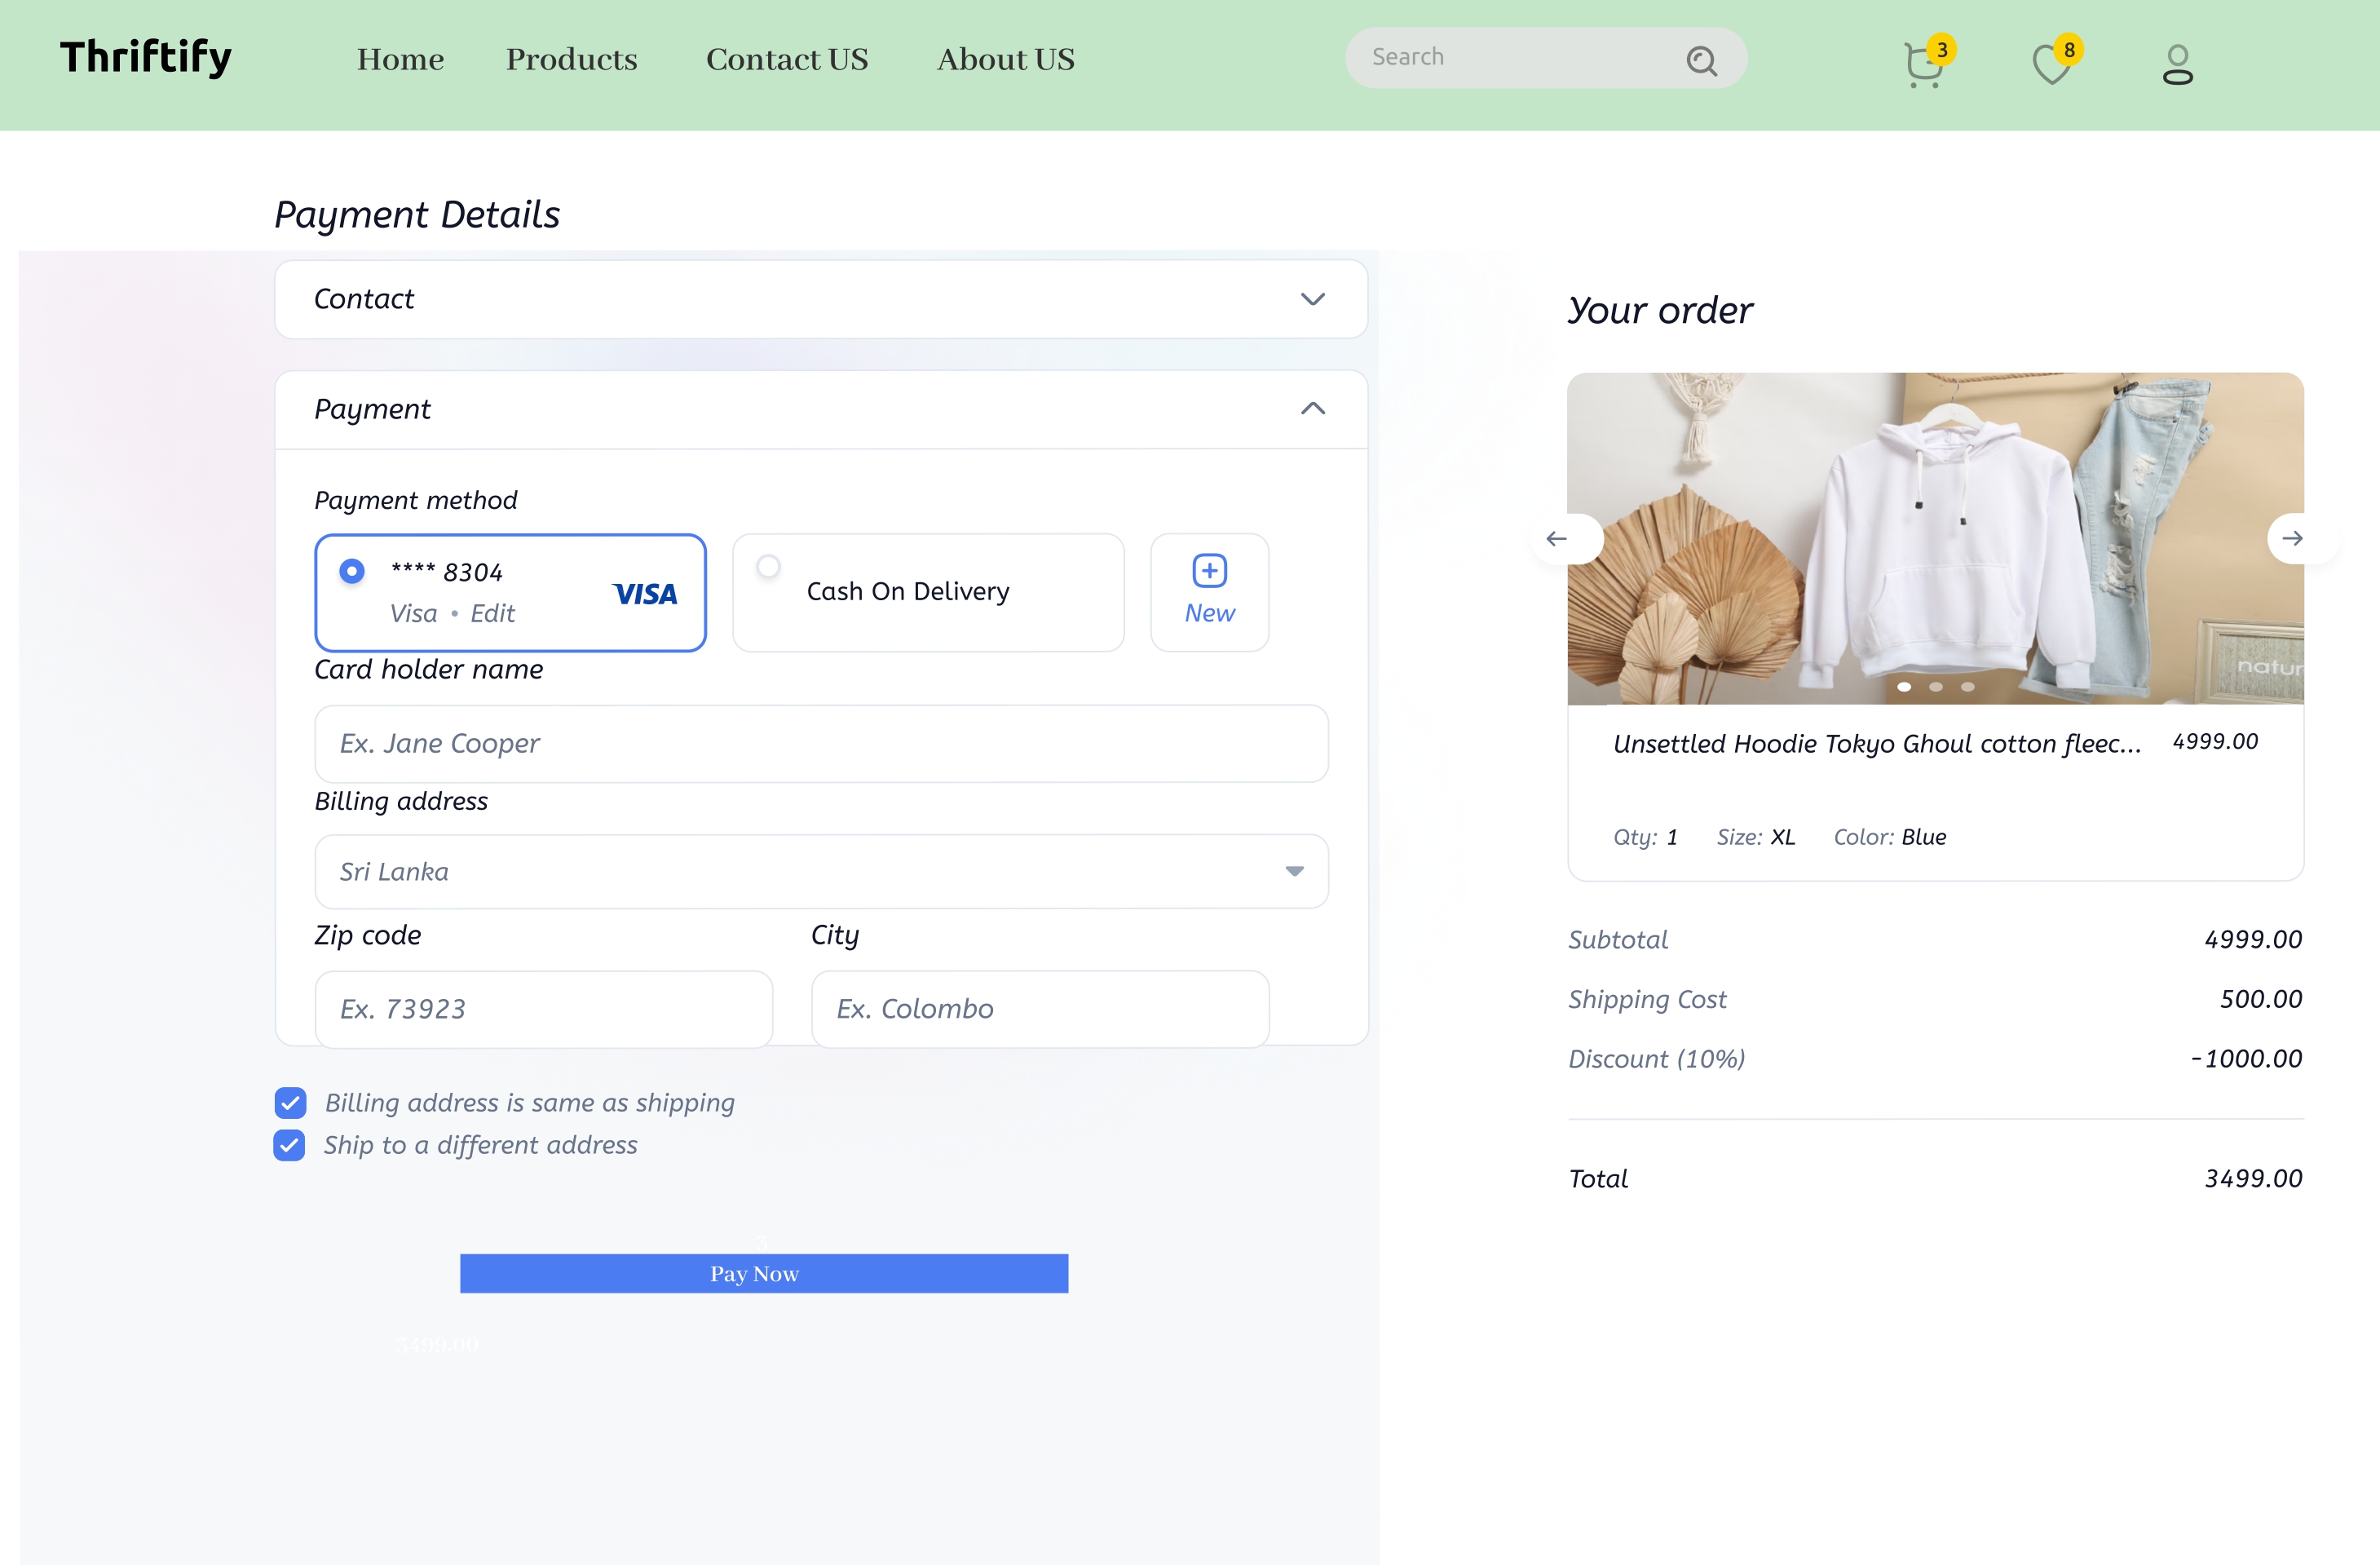 Thriftify
Home Products Contact US About US
Search
3
8
Payment Details
Contact
Payment
Payment method
**** 8304
Visa • Edit
VISA
Cash On Delivery
New
Card holder name
Ex. Jane Cooper
Billing address
Sri Lanka
Zip code City
Ex. 73923 Ex. Colombo
Billing address is same as shipping
Ship to a different address
3
Pay Now
3499.00
Your order
natur
Unsettled Hoodie Tokyo Ghoul cotton fleec... 4999.00
Qty: 1 Size: XL Color: Blue
Subtotal 4999.00
Shipping Cost 500.00
Discount (10%) -1000.00
Total 3499.00